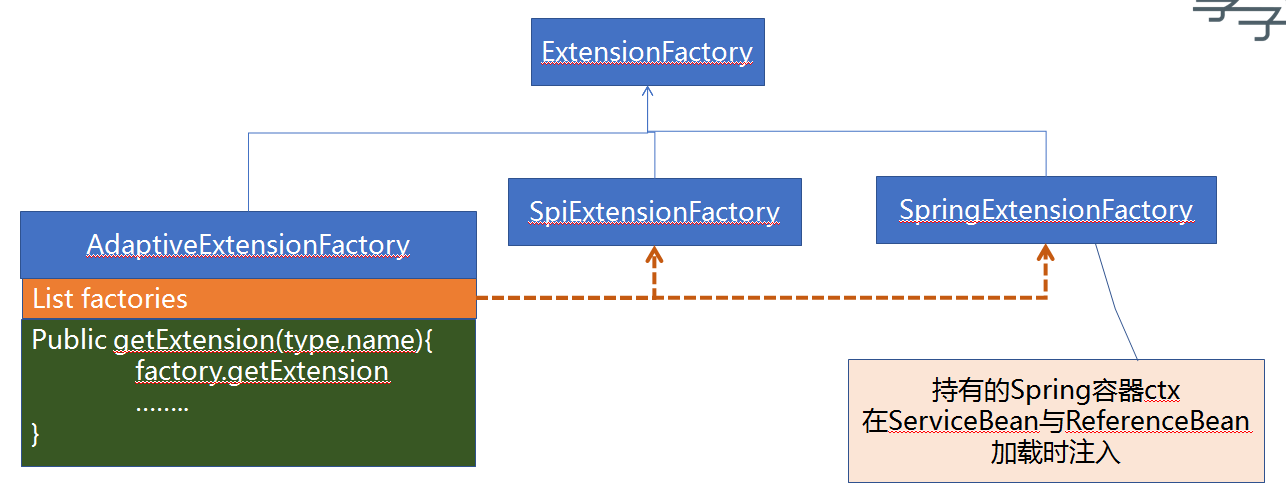 ExtensionFactory
SpiExtensionFactory
SpringExtensionFactory
AdaptiveExtensionFactory
List factories
Public getExtension(type,name){
factory.getExtension
……..
}
持有的Spring容器ctx
在ServiceBean与ReferenceBean
加载时注入